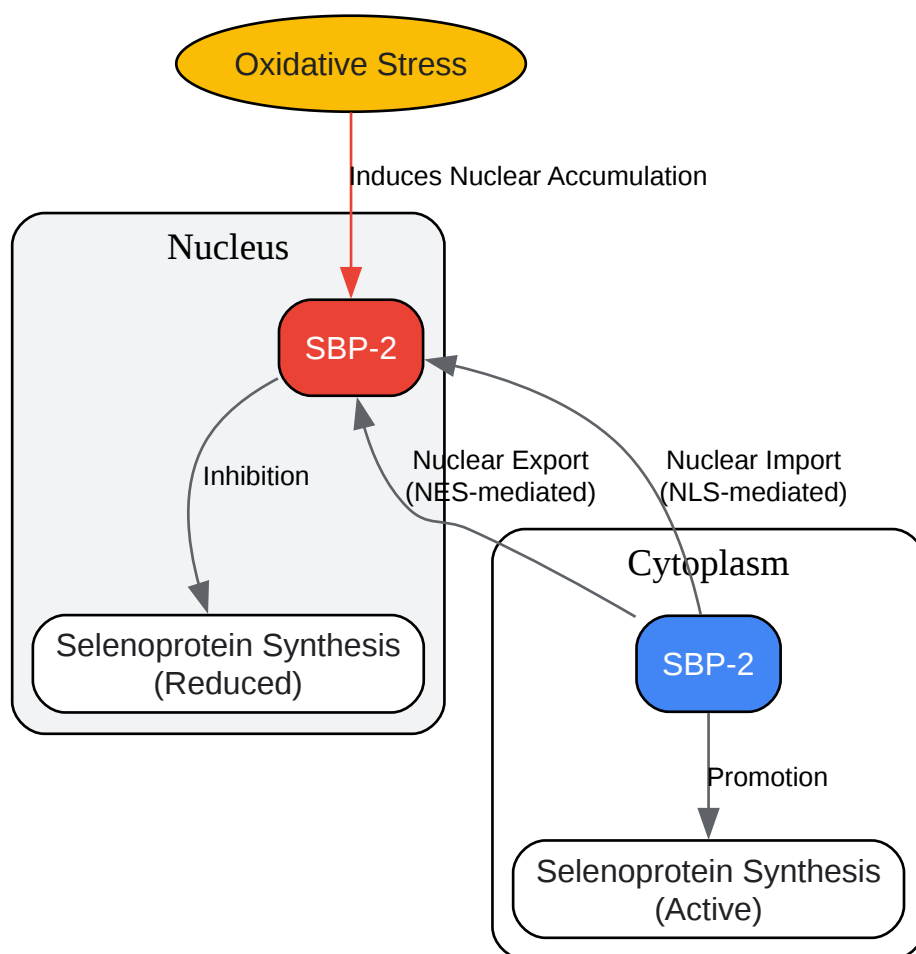 Oxidative Stress
Induces Nuclear Accumulation
Nucleus
SBP-2
Inhibition
Nuclear Export
(NES-mediated)
Nuclear Import
(NLS-mediated)
Cytoplasm
Selenoprotein Synthesis
(Reduced)
SBP-2
Promotion
Selenoprotein Synthesis
(Active)